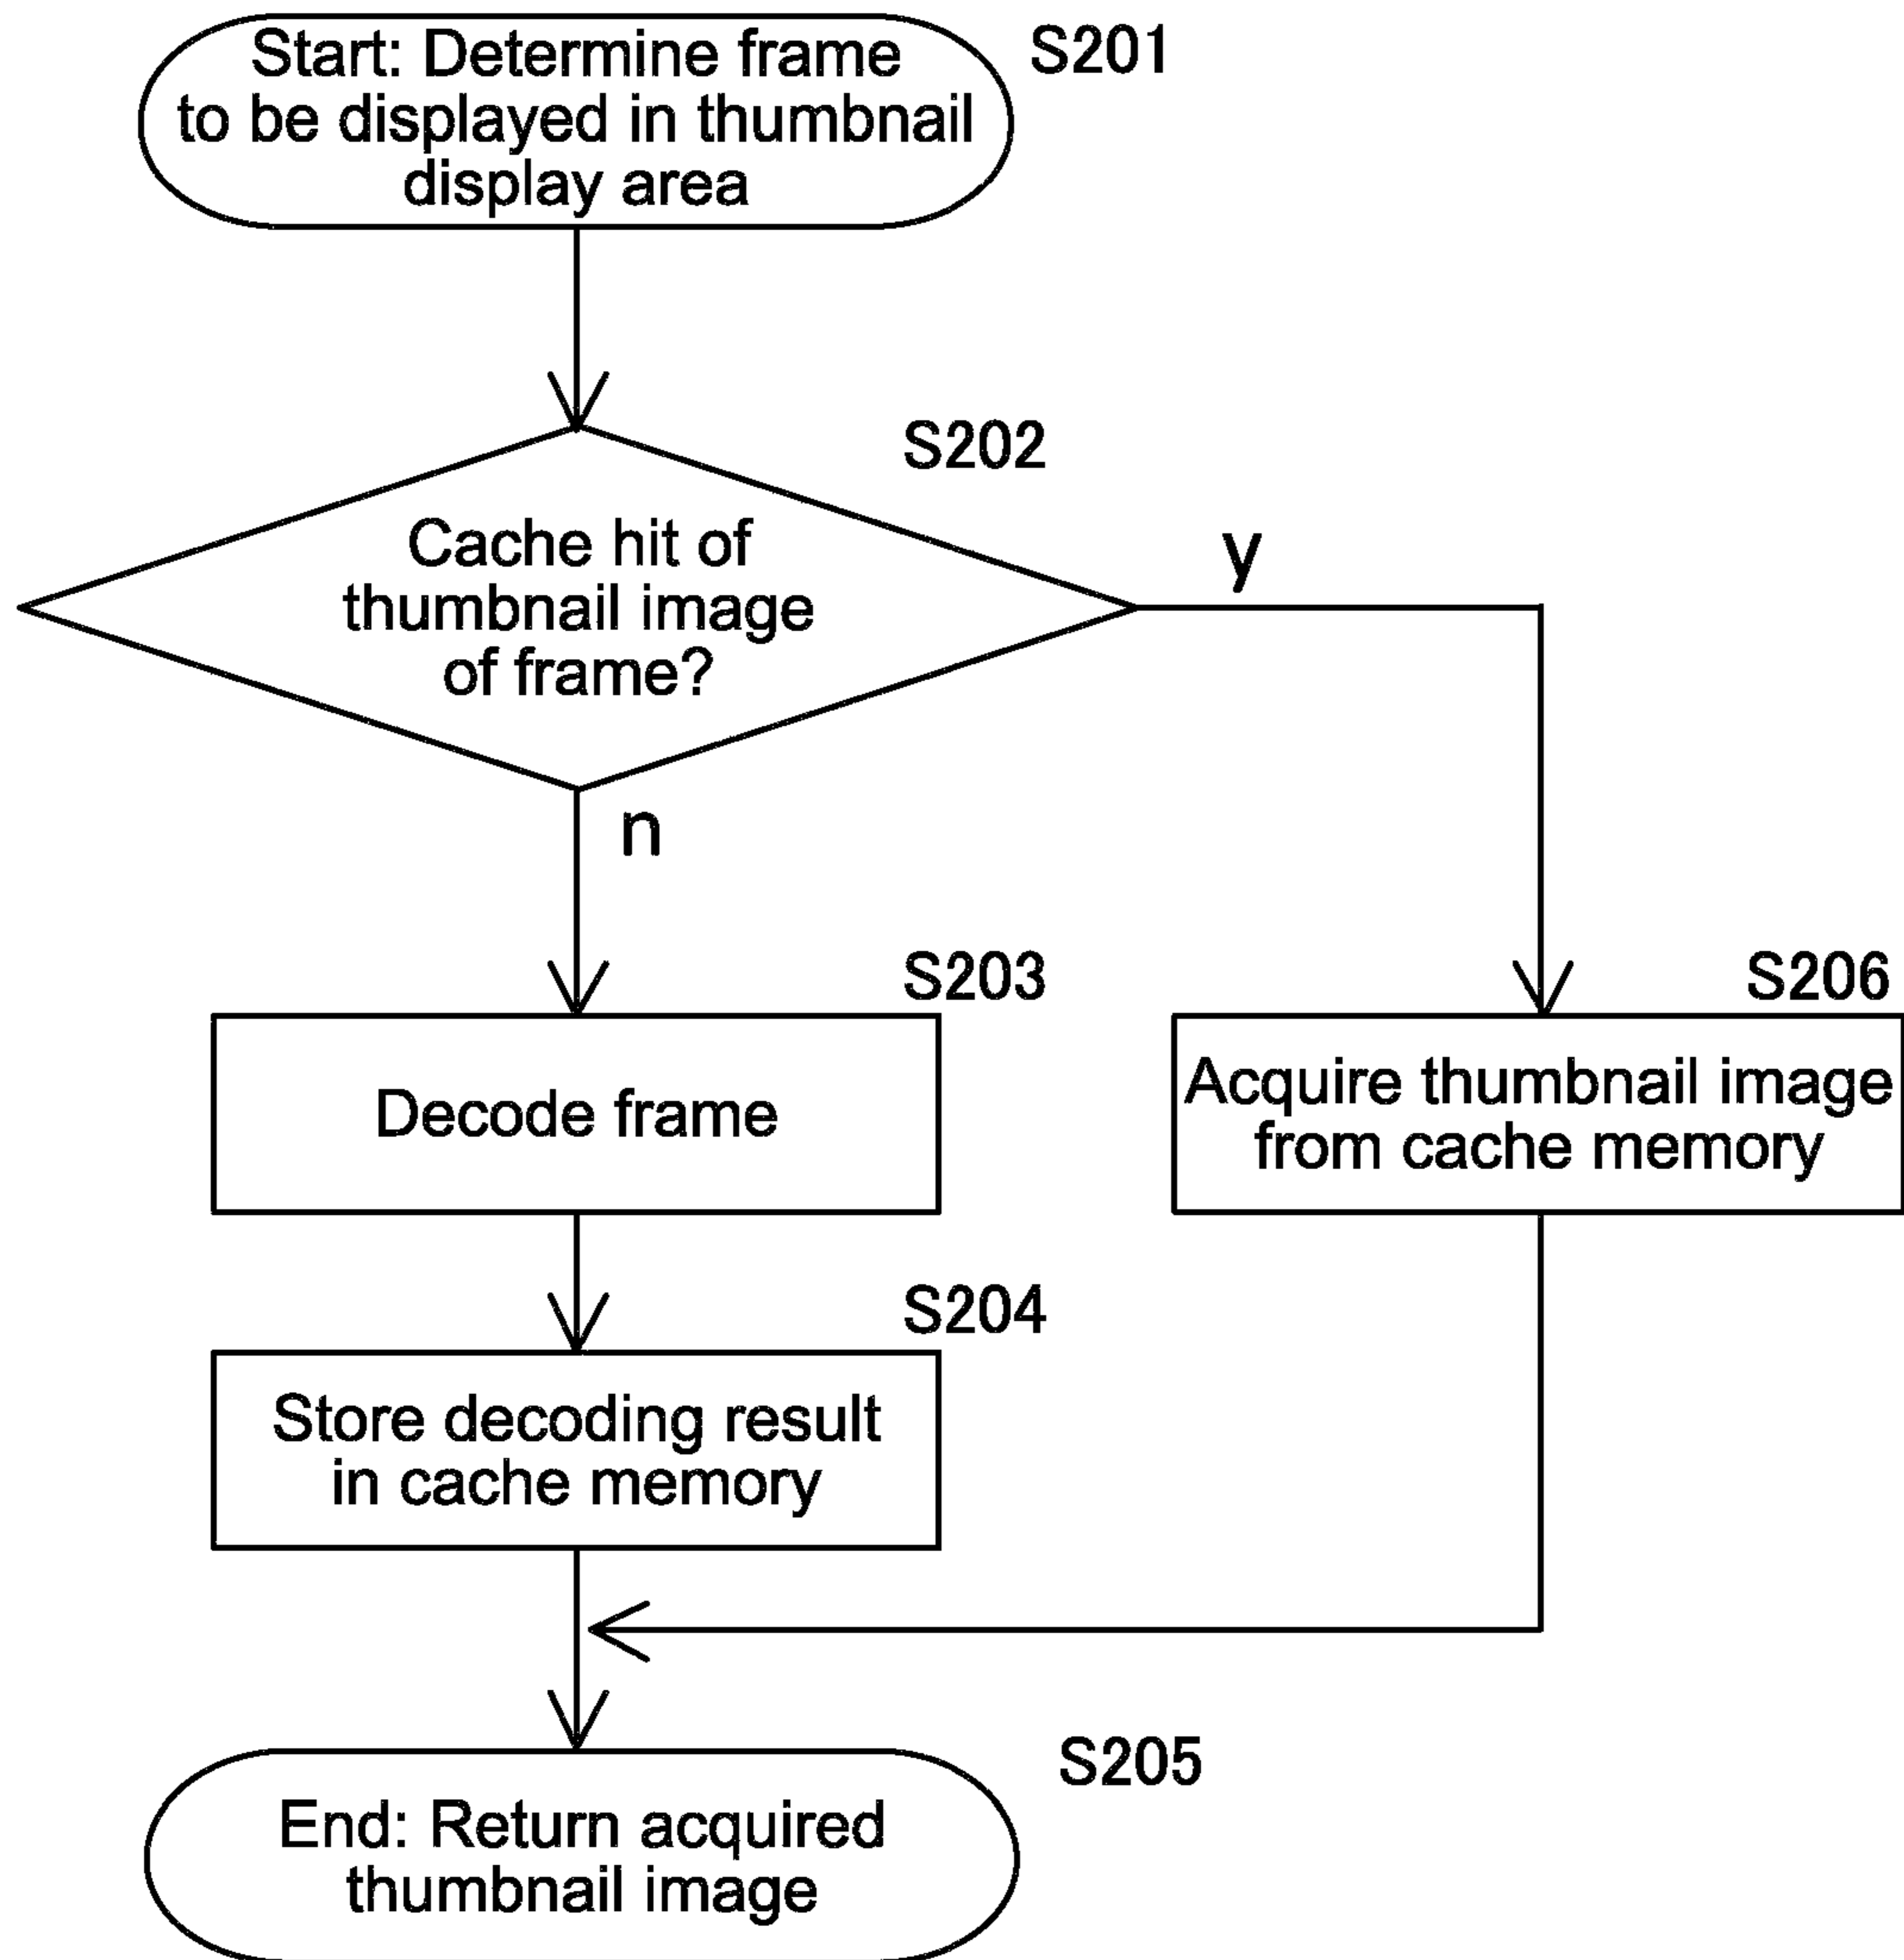 Start: Determine frame
to be displayed in thumbnail
display area
S201
S202
Cache hit of
thumbnail image
of frame?
y
n
S203
Decode frame
S206
Acquire thumbnail image
from cache memory
S204
Store decoding result
in cache memory
S205
End: Return acquired
thumbnail image